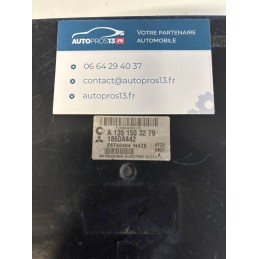 AUTOPROS13.FR
VOTRE PARTENAIRE
AUTOMOBILE
06 64 29 40 37
contact@autopros13.fr
autopros13.fr
A 135 150 32 79
1860A442